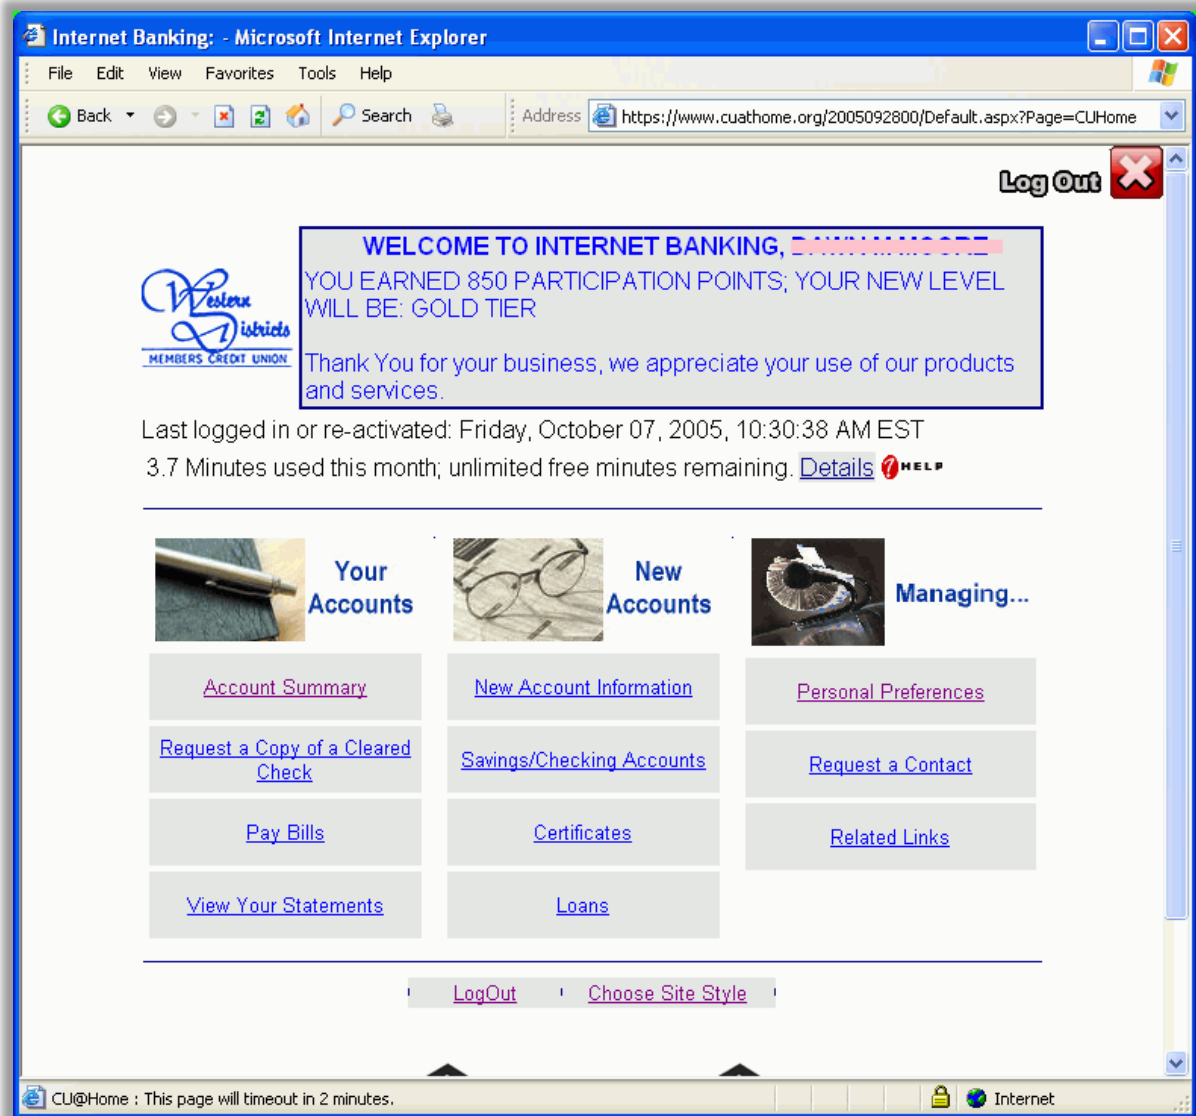 Internet Banking: - Microsoft Internet Explorer
File Edit View Favorites Tools Help
Back Search Address https://www.cuathome.org/2005092800/Default.aspx?Page=CUHome
Log Out
WELCOME TO INTERNET BANKING,
YOU EARNED 850 PARTICIPATION POINTS; YOUR NEW LEVEL
WILL BE: GOLD TIER
Western
Districts
MEMBERS CREDIT UNION
Thank You for your business, we appreciate your use of our products
and services.
Last logged in or re-activated: Friday, October 07, 2005, 10:30:38 AM EST
3.7 Minutes used this month; unlimited free minutes remaining. Details ? HELP
Your
Accounts
New
Accounts
Managing...
Account Summary
Request a Copy of a Cleared
Check
Pay Bills
View Your Statements
New Account Information
Savings/Checking Accounts
Certificates
Loans
Personal Preferences
Request a Contact
Related Links
LogOut Choose Site Style
CU@Home : This page will timeout in 2 minutes. Internet